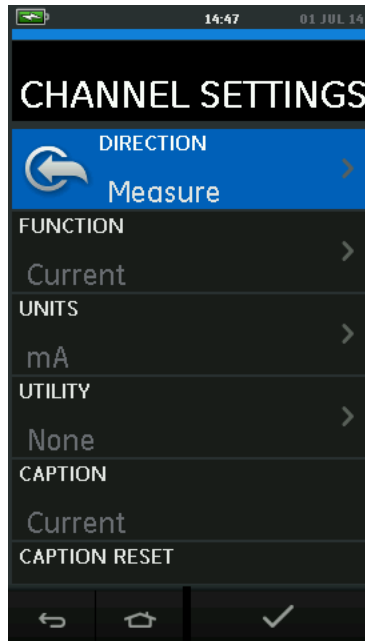 14:47 01 JUL 14
CHANNEL SETTINGS
DIRECTION
Measure
FUNCTION
Current
UNITS
mA
UTILITY
None
CAPTION
Current
CAPTION RESET